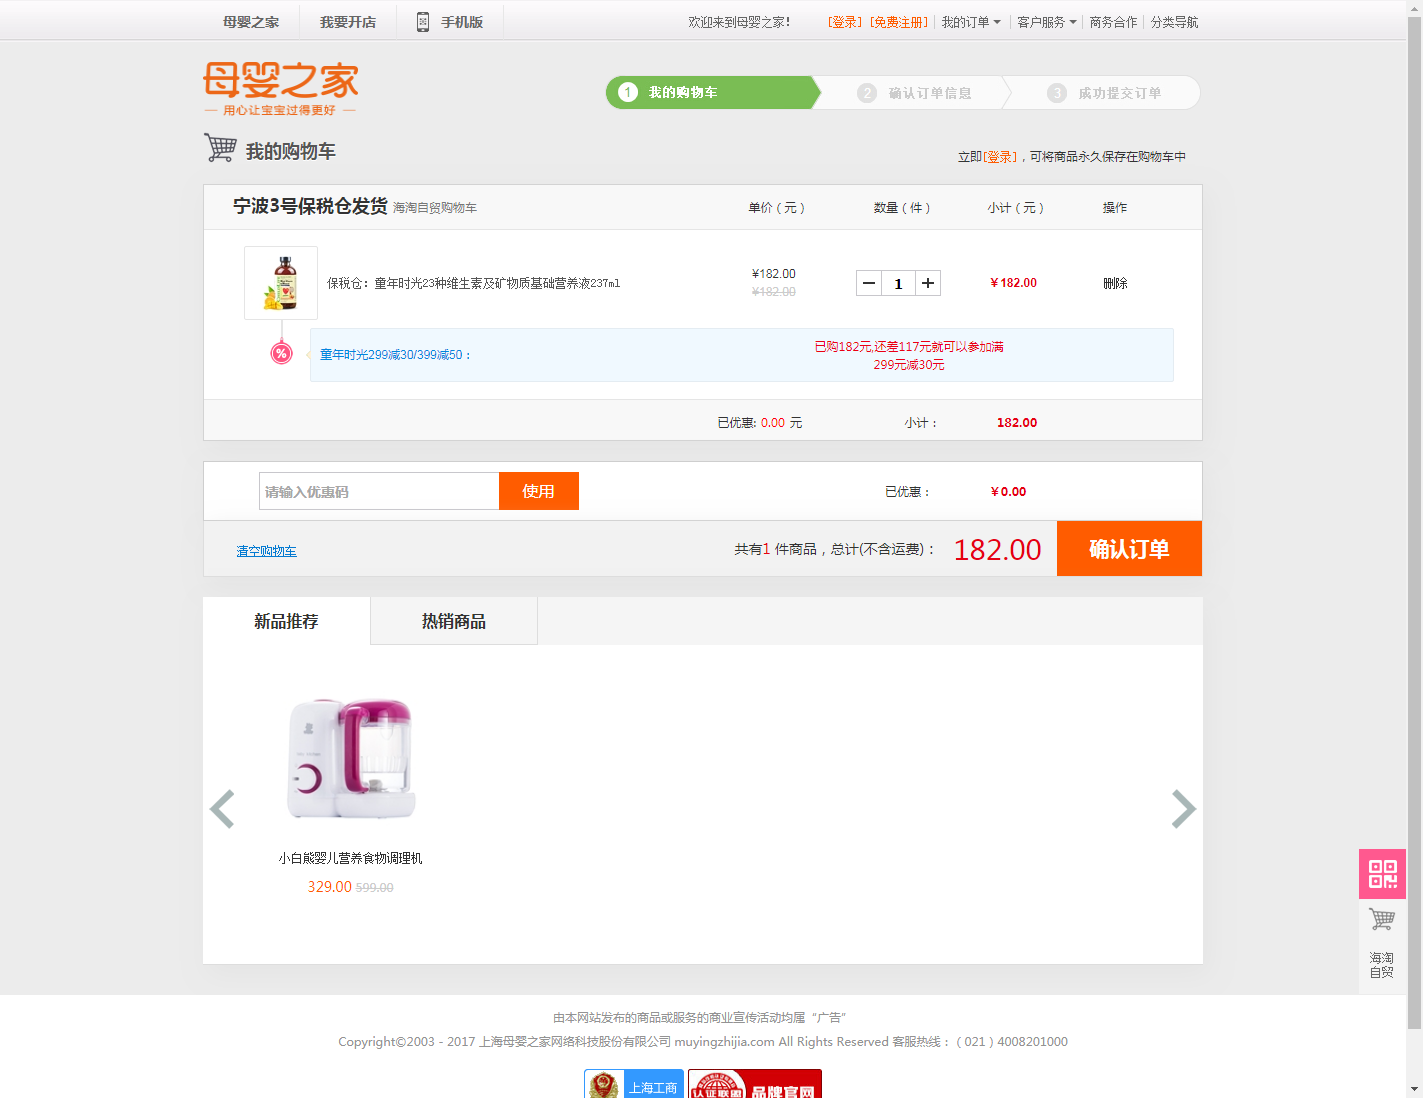 母婴之家 我要开店 手机版 欢迎来到母婴之家！ [登录] [免费注册] 我的订单 客户服务 商务合作 分类导航
母婴之家
用心让宝宝过得更好
1 我的购物车 2 确认订单信息 3 成功提交订单
我的购物车
立即[登录]，可将商品永久保存在购物车中
宁波3号保税仓发货 海淘自贸购物车 单价（元） 数量（件） 小计（元） 操作
保税仓：童年时光23种维生素及矿物质基础营养液237ml ¥182.00 1 ¥182.00 删除
¥182.00
% 童年时光299减30/399减50：
已购182元,还差117元就可以参加满
299元减30元
已优惠: 0.00 元 小计： 182.00
请输入优惠码 使用 已优惠： ¥0.00
清空购物车 共有1 件商品，总计(不含运费)： 182.00 确认订单
新品推荐 热销商品
小白熊婴儿营养食物调理机
329.00 599.00
海淘
自贸
由本网站发布的商品或服务的商业宣传活动均属“广告”
Copyright©2003 - 2017 上海母婴之家网络科技股份有限公司 muyingzhijia.com All Rights Reserved 客服热线：（021）4008201000
上海工商 认证联盟 品牌官网